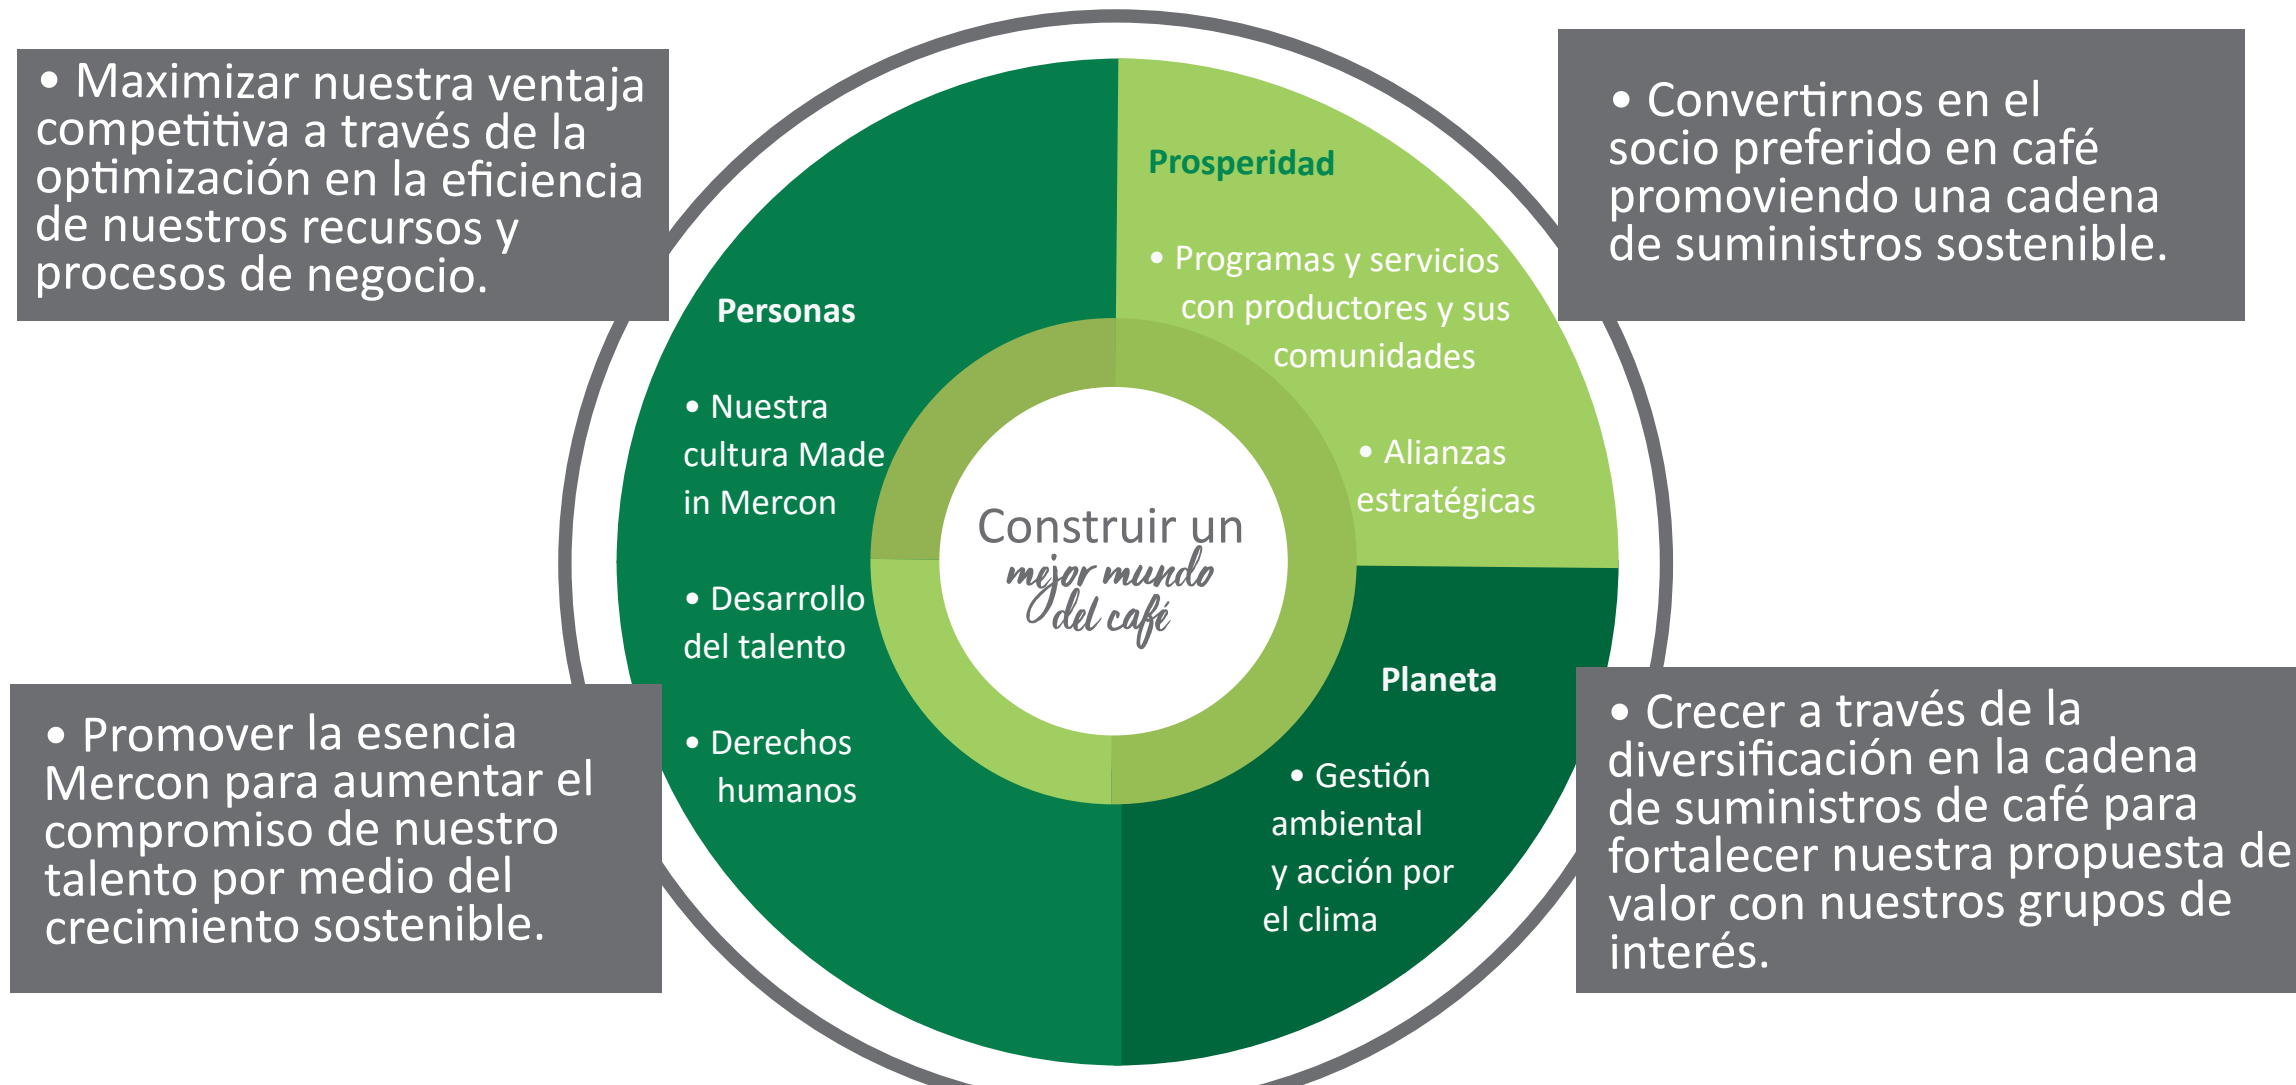 • Maximizar nuestra ventaja
competitiva a través de la
optimización en la eficiencia
de nuestros recursos y
procesos de negocio.
• Convertirnos en el
socio preferido en café
promoviendo una cadena
de suministros sostenible.
Prosperidad
• Programas y servicios
con productores y sus
comunidades
• Alianzas
estratégicas
Personas
• Nuestra
cultura Made
in Mercon
• Desarrollo
del talento
• Derechos
humanos
Construir un
mejor mundo
del café
Planeta
• Gestión
ambiental
y acción por
el clima
• Promover la esencia
Mercon para aumentar el
compromiso de nuestro
talento por medio del
crecimiento sostenible.
• Crecer a través de la
diversificación en la cadena
de suministros de café para
fortalecer nuestra propuesta de
valor con nuestros grupos de
interés.